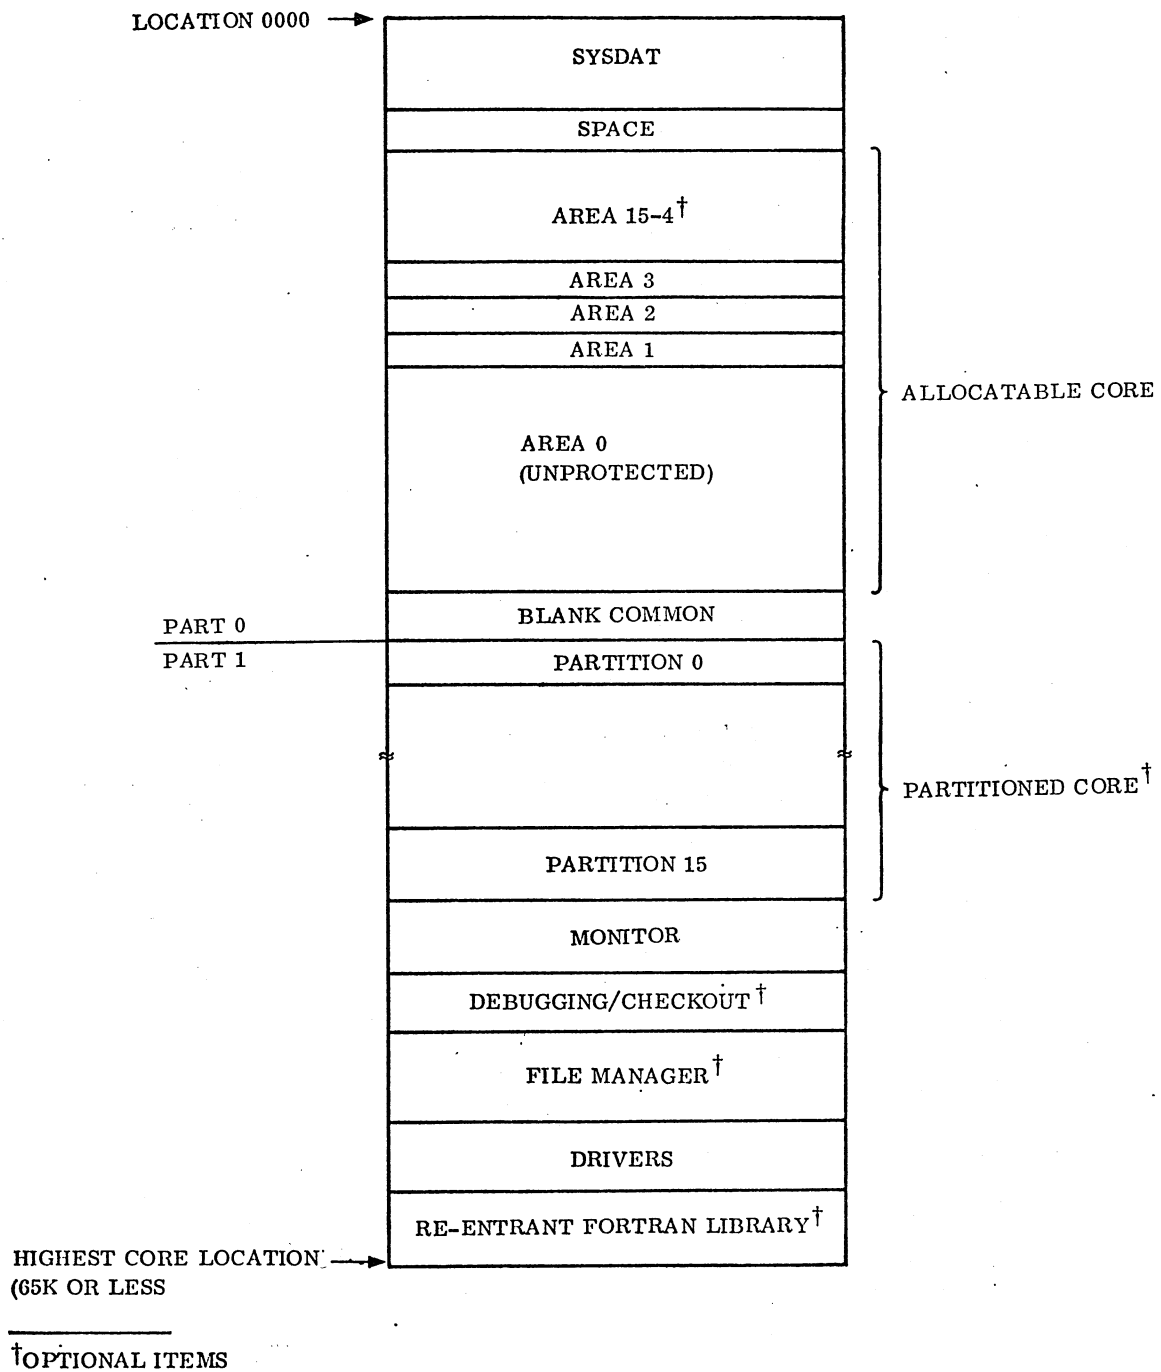 LOCATION 0000
SYSDAT
SPACE
AREA 15-4†
AREA 3
AREA 2
AREA 1
ALLOCATABLE CORE
AREA 0
(UNPROTECTED)
BLANK COMMON
PART 0
PART 1
PARTITION 0
PARTITIONED CORE†
PARTITION 15
MONITOR
DEBUGGING/CHECKOUT†
FILE MANAGER†
DRIVERS
RE-ENTRANT FORTRAN LIBRARY†
HIGHEST CORE LOCATION
(65K OR LESS
†OPTIONAL ITEMS